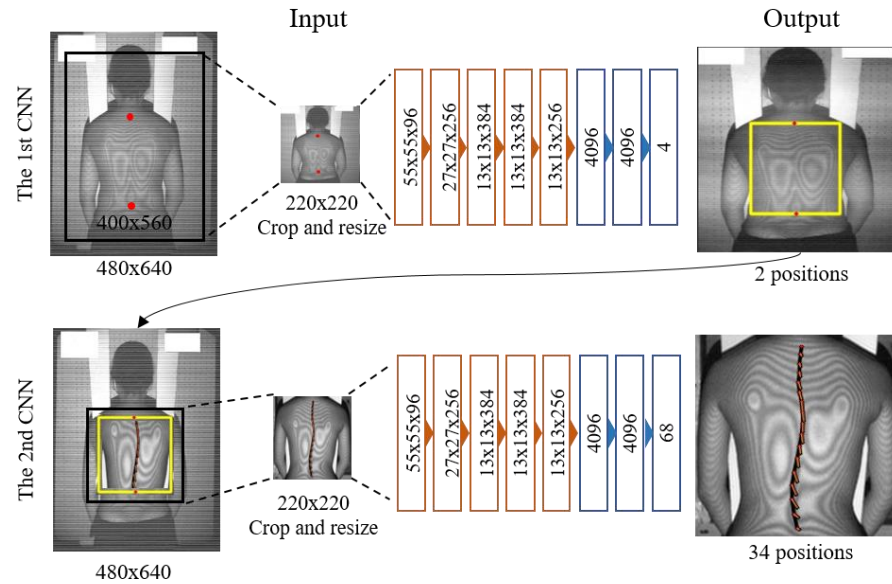 Input
Output
The 1st CNN
400x560
480x640
220x220
Crop and resize
55x55x96
27x27x256
13x13x384
13x13x384
13x13x256
4096
4096
4
2 positions
The 2nd CNN
480x640
220x220
Crop and resize
55x55x96
27x27x256
13x13x384
13x13x384
13x13x256
4096
4096
68
34 positions